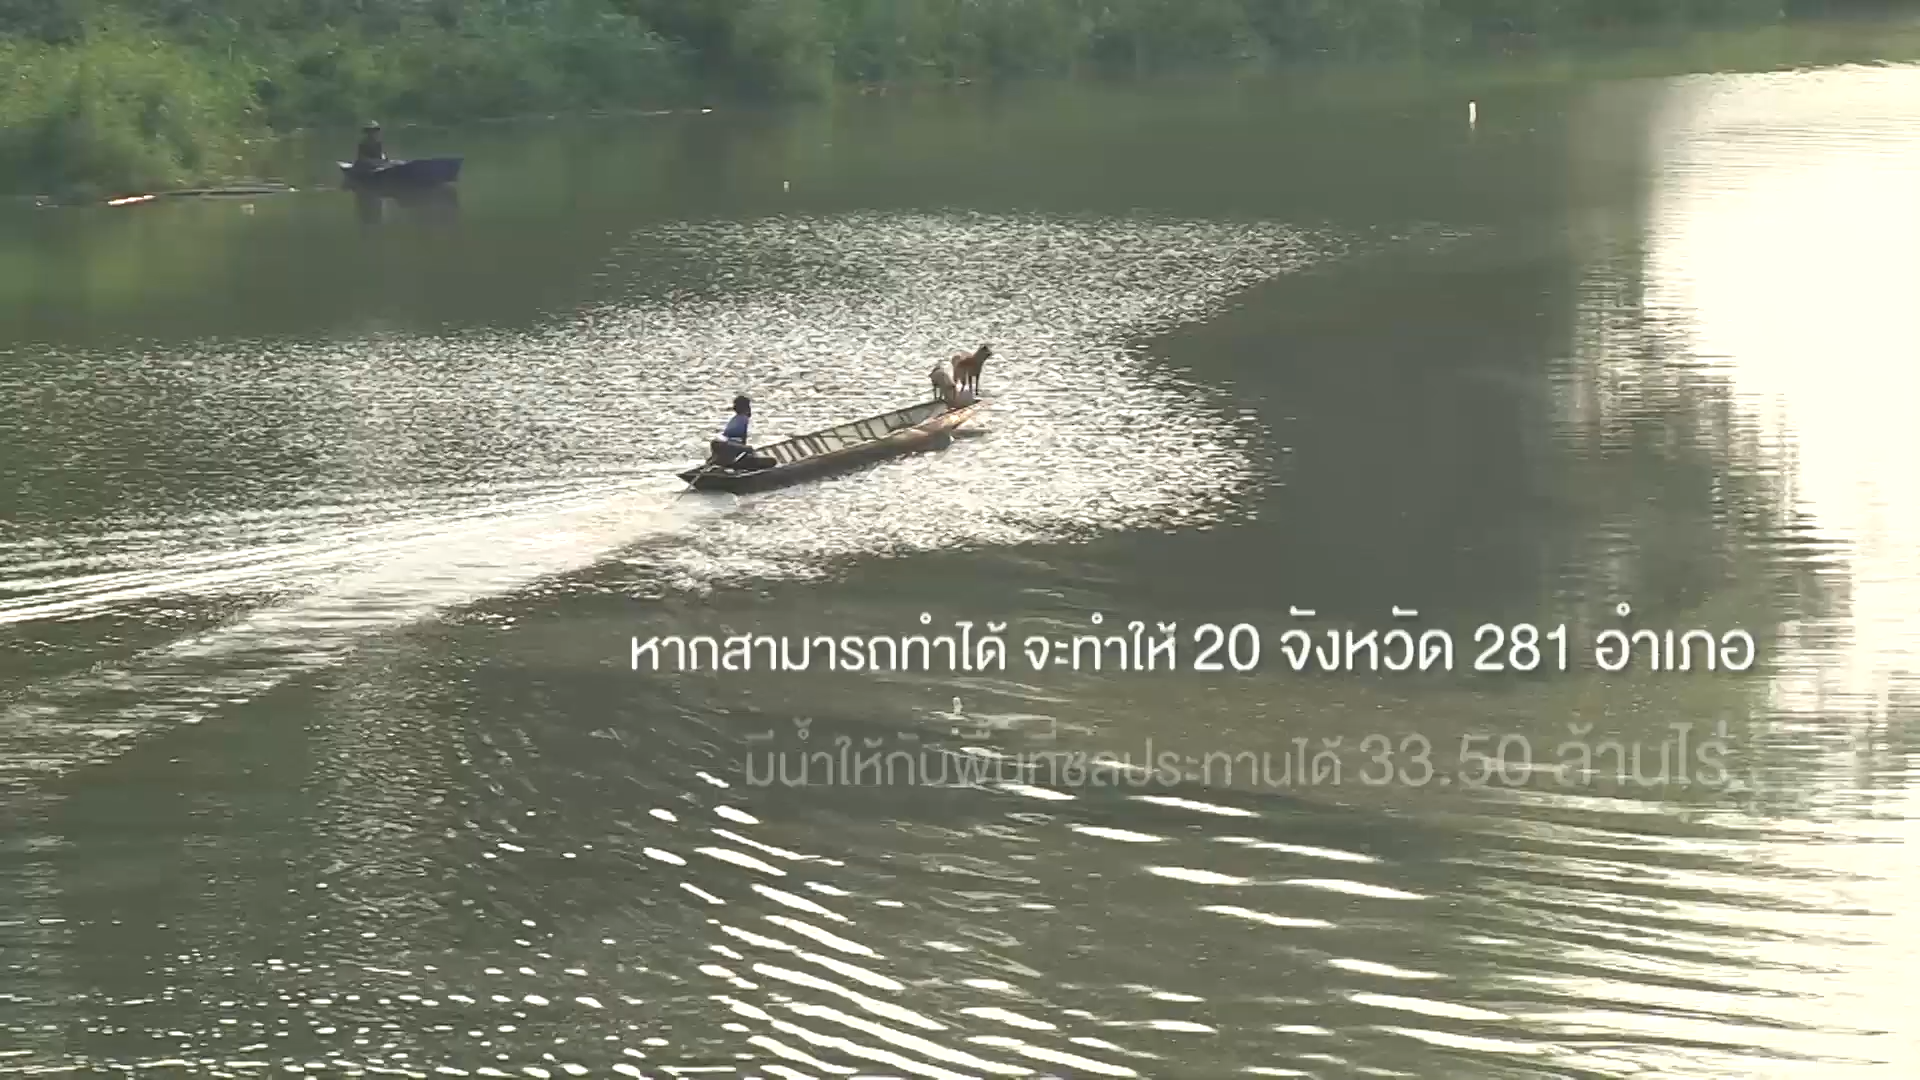 หากสามารถทำได้ จะทำให้ 20 จังหวัด 281 อำเภอ
มีน้ำให้กับพื้นที่ชลประทานได้ 33.50 ล้านไร่